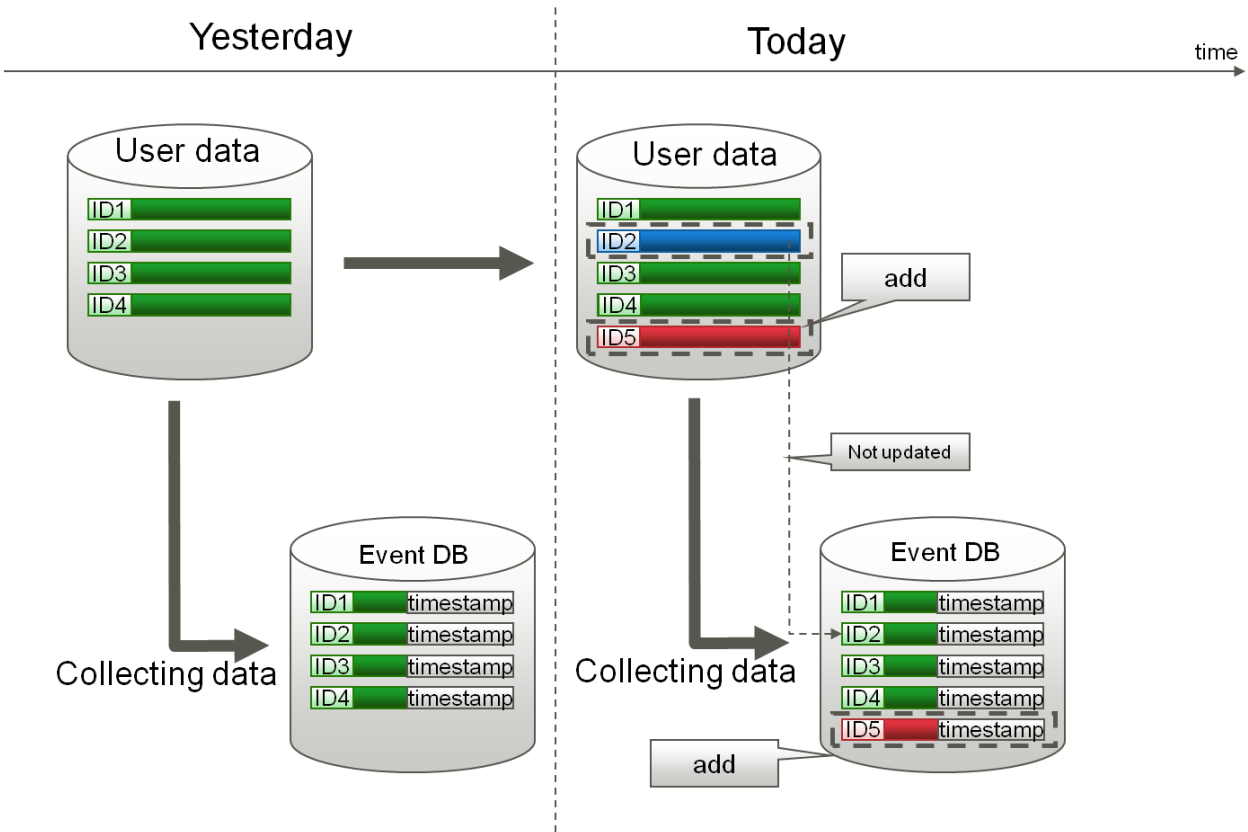 Yesterday
Today
time
User data
ID1
ID2
ID3
ID4
User data
ID1
ID2
ID3
ID4
ID5
add
Not updated
Event DB
ID1 timestamp
ID2 timestamp
ID3 timestamp
ID4 timestamp
Collecting data
Event DB
ID1 timestamp
ID2 timestamp
ID3 timestamp
ID4 timestamp
ID5 timestamp
Collecting data
add